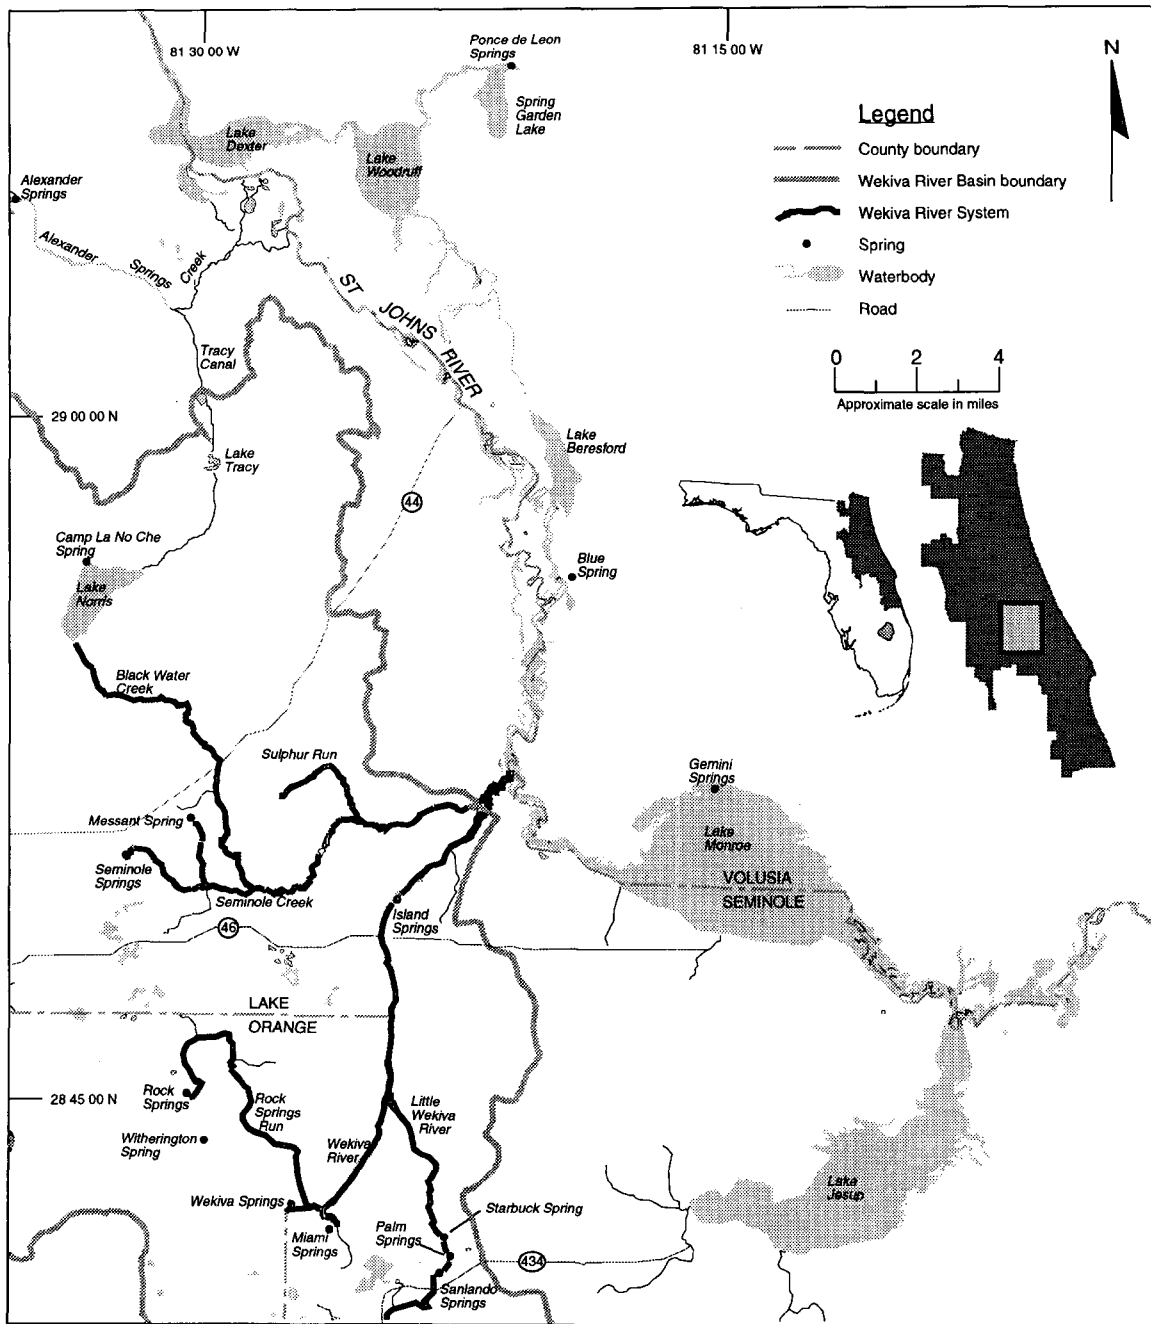 81 30 00 W
81 15 00 W
N
Ponce de Leon
Springs
Spring
Garden
Lake
Lake
Dexter
Lake
Woodruff
Legend
County boundary
Wekiva River Basin boundary
Wekiva River System
Spring
Waterbody
Road
0 2 4
Approximate scale in miles
Alexander
Springs
Alexander Springs Creek
ST JOHNS RIVER
Tracy
Canal
29 00 00 N
Lake
Tracy
Lake
Beresford
44
Camp La No Che
Spring
Lake
Norris
Blue
Spring
Black Water
Creek
Sulphur Run
Gemini
Springs
Messant Spring
Lake
Monroe
Seminole
Springs
VOLUSIA
SEMINOLE
Seminole Creek
Island
Springs
46
LAKE
ORANGE
Rock
Springs
28 45 00 N
Rock
Springs
Run
Little
Wekiva
River
Witherington
Spring
Wekiva
River
Lake
Jesup
Wekiva Springs
Starbuck Spring
Miami
Springs
Palm
Springs
434
Sanlando
Springs